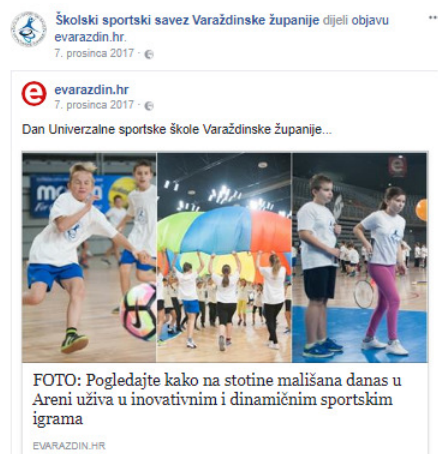 Školski sportski savez Varaždinske županije dijeli objavu
evarazdin.hr.
7. prosinca 2017 ·
evarazdin.hr
7. prosinca 2017 ·
Dan Univerzalne sportske škole Varaždinske županije...
FOTO: Pogledajte kako na stotine mališana danas u
Areni uživa u inovativnim i dinamičnim sportskim
igrama
EVARAZDIN.HR